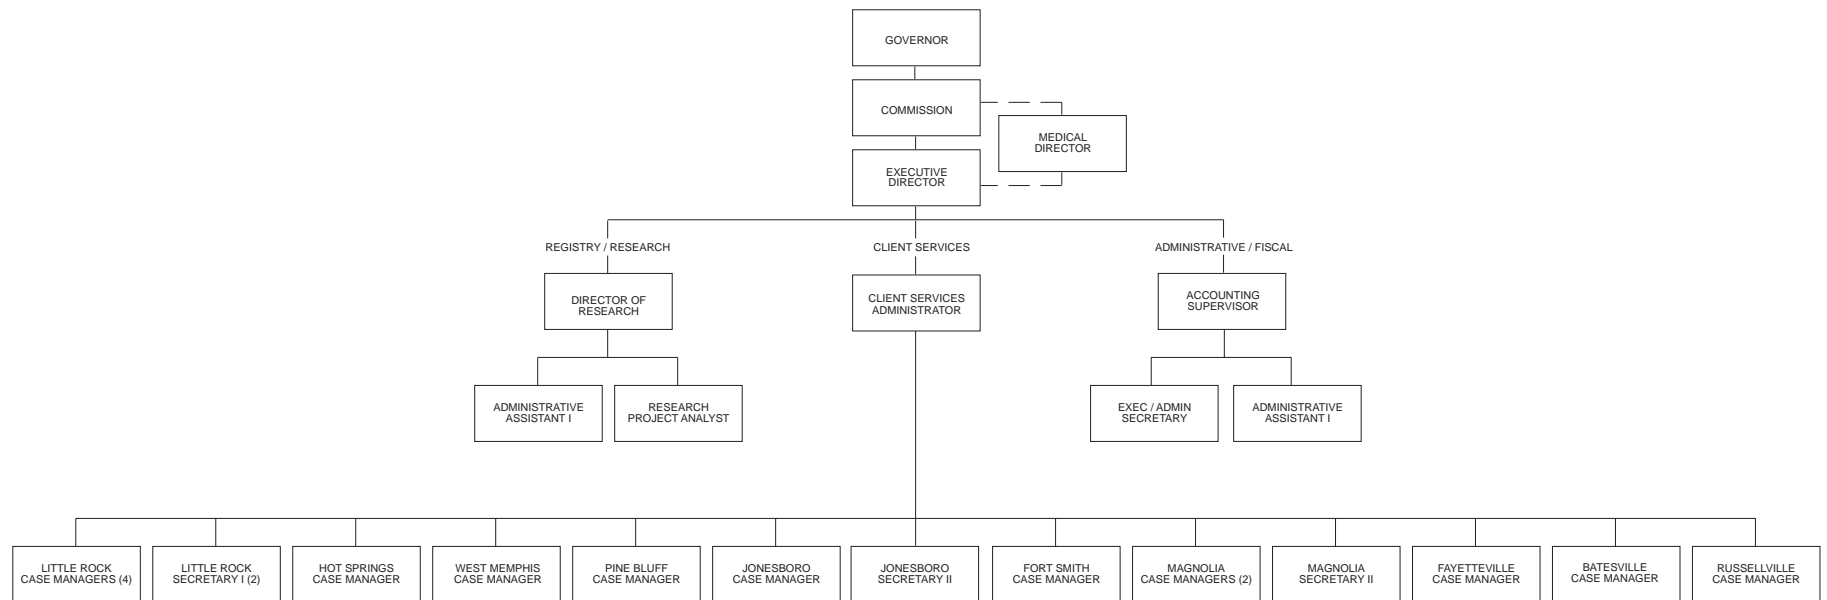 GOVERNOR
COMMISSION
MEDICAL
DIRECTOR
EXECUTIVE
DIRECTOR
REGISTRY / RESEARCH
CLIENT SERVICES
ADMINISTRATIVE / FISCAL
DIRECTOR OF
RESEARCH
CLIENT SERVICES
ADMINISTRATOR
ACCOUNTING
SUPERVISOR
ADMINISTRATIVE
ASSISTANT I
RESEARCH
PROJECT ANALYST
EXEC / ADMIN
SECRETARY
ADMINISTRATIVE
ASSISTANT I
LITTLE ROCK
CASE MANAGERS (4)
LITTLE ROCK
SECRETARY I (2)
HOT SPRINGS
CASE MANAGER
WEST MEMPHIS
CASE MANAGER
PINE BLUFF
CASE MANAGER
JONESBORO
CASE MANAGER
JONESBORO
SECRETARY II
FORT SMITH
CASE MANAGER
MAGNOLIA
CASE MANAGERS (2)
MAGNOLIA
SECRETARY II
FAYETTEVILLE
CASE MANAGER
BATESVILLE
CASE MANAGER
RUSSELLVILLE
CASE MANAGER